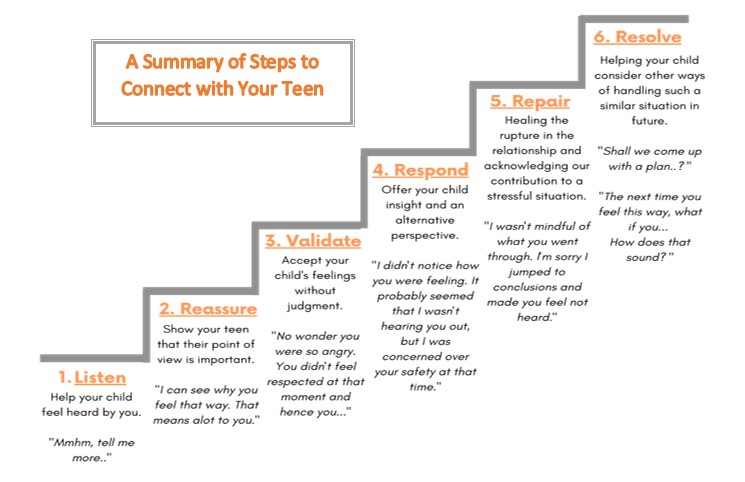 A Summary of Steps to
Connect with Your Teen
1. Listen
Help your child
feel heard by you.
"Mmhm, tell me
more.."
2. Reassure
Show your teen
that their point of
view is important.
"I can see why you
feel that way. That
means alot to you."
3. Validate
Accept your
child's feelings
without
judgment.
"No wonder you
were so angry.
You didn't feel
respected at that
moment and
hence you..."
4. Respond
Offer your child
insight and an
alternative
perspective.
"I didn't notice how
you were feeling. It
probably seemed
that I wasn't
hearing you out,
but I was
concerned over
your safety at that
time."
5. Repair
Healing the
rupture in the
relationship and
acknowledging our
contribution to a
stressful situation.
"I wasn't mindful of
what you went
through. I'm sorry I
jumped to
conclusions and
made you feel not
heard."
6. Resolve
Helping your child
consider other ways
of handling such a
similar situation in
future.
"Shall we come up
with a plan..?"
"The next time you
feel this way, what
if you...
How does that
sound?"